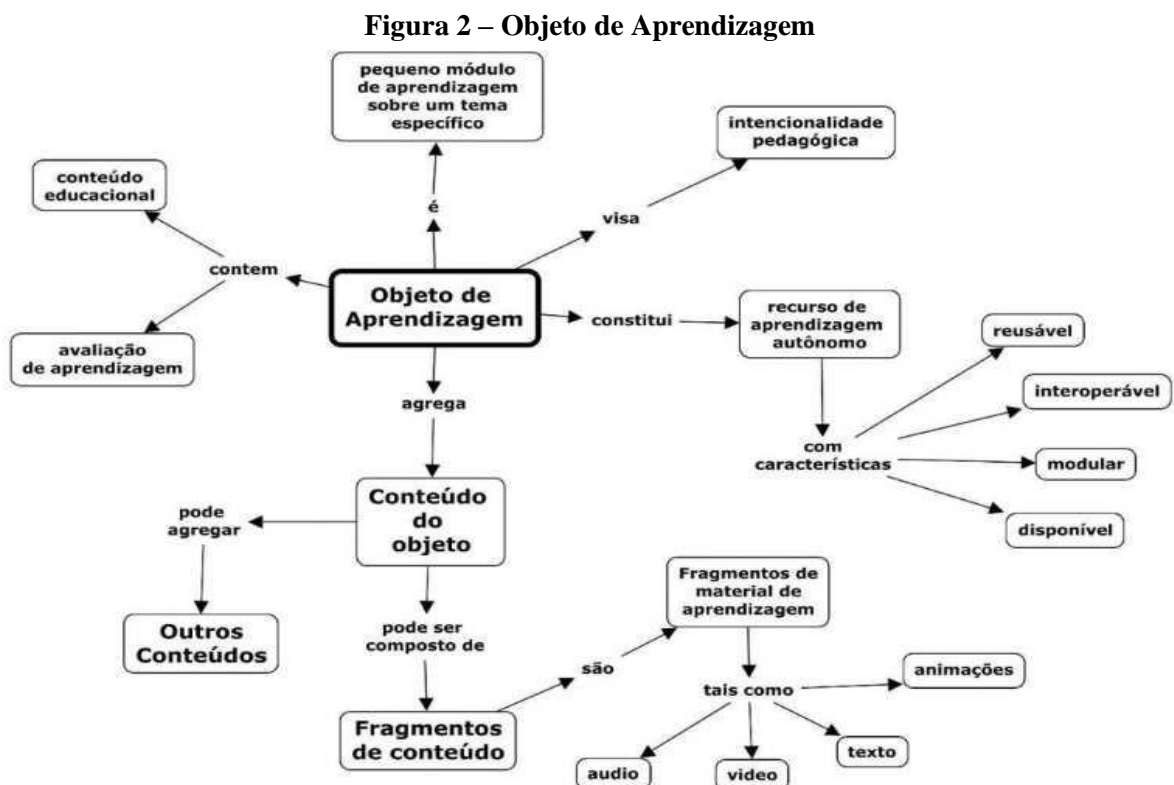 Figura 2 – Objeto de Aprendizagem
pequeno módulo
de aprendizagem
sobre um tema
específico
intencionalidade
pedagógica
conteúdo
educacional
é
visa
contem
Objeto de
Aprendizagem
constitui
recurso de
aprendizagem
autônomo
reusável
avaliação
de aprendizagem
interoperável
agrega
com
características
modular
disponível
Conteúdo
do
objeto
pode
agregar
Outros
Conteúdos
pode ser
composto de
Fragmentos de
material de
aprendizagem
são
tais como
animações
Fragmentos
de conteúdo
texto
audio
video